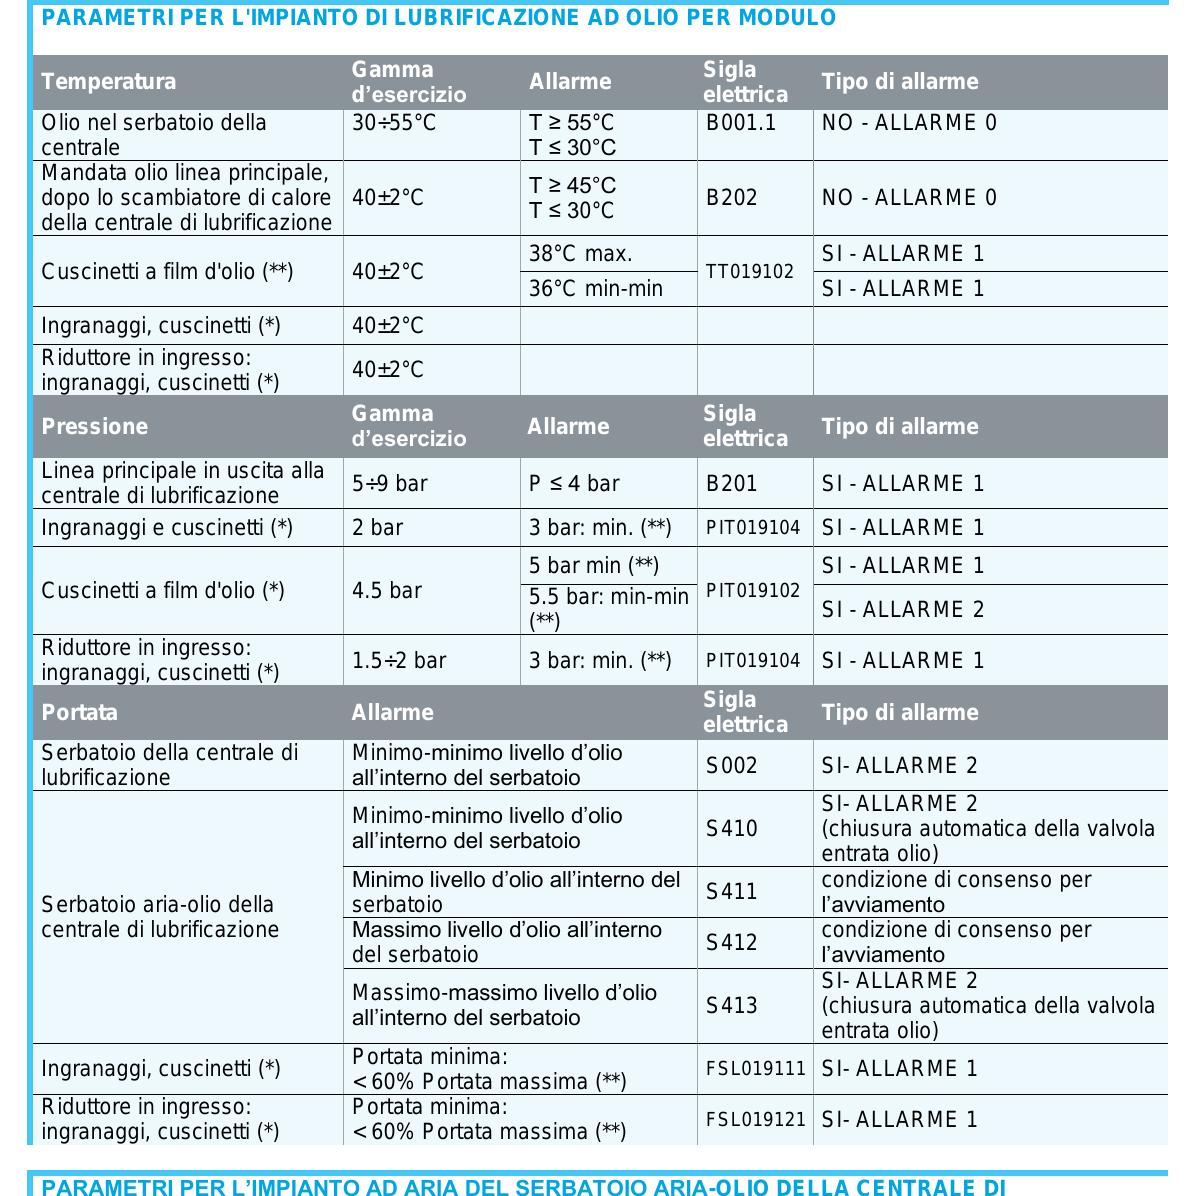 PARAMETRI PER L'IMPIANTO DI LUBRIFICAZIONE AD OLIO PER MODULO
Temperatura
Gamma
d’esercizio
Allarme
Sigla
elettrica
Tipo di allarme
Olio nel serbatoio della
centrale
30÷55°C
T ≥ 55°C
T ≤ 30°C
B001.1
NO - ALLARME 0
Mandata olio linea principale,
dopo lo scambiatore di calore
della centrale di lubrificazione
40±2°C
T ≥ 45°C
T ≤ 30°C
B202
NO - ALLARME 0
Cuscinetti a film d'olio (**)
40±2°C
38°C max.
36°C min-min
TT019102
SI - ALLARME 1
SI - ALLARME 1
Ingranaggi, cuscinetti (*)
40±2°C
Riduttore in ingresso:
ingranaggi, cuscinetti (*)
40±2°C
Pressione
Gamma
d’esercizio
Allarme
Sigla
elettrica
Tipo di allarme
Linea principale in uscita alla
centrale di lubrificazione
5÷9 bar
P ≤ 4 bar
B201
SI - ALLARME 1
Ingranaggi e cuscinetti (*)
2 bar
3 bar: min. (**)
PIT019104
SI - ALLARME 1
Cuscinetti a film d'olio (*)
4.5 bar
5 bar min (**)
5.5 bar: min-min
(**)
PIT019102
SI - ALLARME 1
SI - ALLARME 2
Riduttore in ingresso:
ingranaggi, cuscinetti (*)
1.5÷2 bar
3 bar: min. (**)
PIT019104
SI - ALLARME 1
Portata
Allarme
Sigla
elettrica
Tipo di allarme
Serbatoio della centrale di
lubrificazione
Minimo-minimo livello d’olio
all’interno del serbatoio
S002
SI- ALLARME 2
Serbatoio aria-olio della
centrale di lubrificazione
Minimo-minimo livello d’olio
all’interno del serbatoio
S410
SI- ALLARME 2
(chiusura automatica della valvola
entrata olio)
Minimo livello d’olio all’interno del
serbatoio
S411
condizione di consenso per
l’avviamento
Massimo livello d’olio all’interno
del serbatoio
S412
condizione di consenso per
l’avviamento
Massimo-massimo livello d’olio
all’interno del serbatoio
S413
SI- ALLARME 2
(chiusura automatica della valvola
entrata olio)
Ingranaggi, cuscinetti (*)
Portata minima:
<60% Portata massima (**)
FSL019111
SI- ALLARME 1
Riduttore in ingresso:
ingranaggi, cuscinetti (*)
Portata minima:
<60% Portata massima (**)
FSL019121
SI- ALLARME 1
PARAMETRI PER L’IMPIANTO AD ARIA DEL SERBATOIO ARIA-OLIO DELLA CENTRALE DI